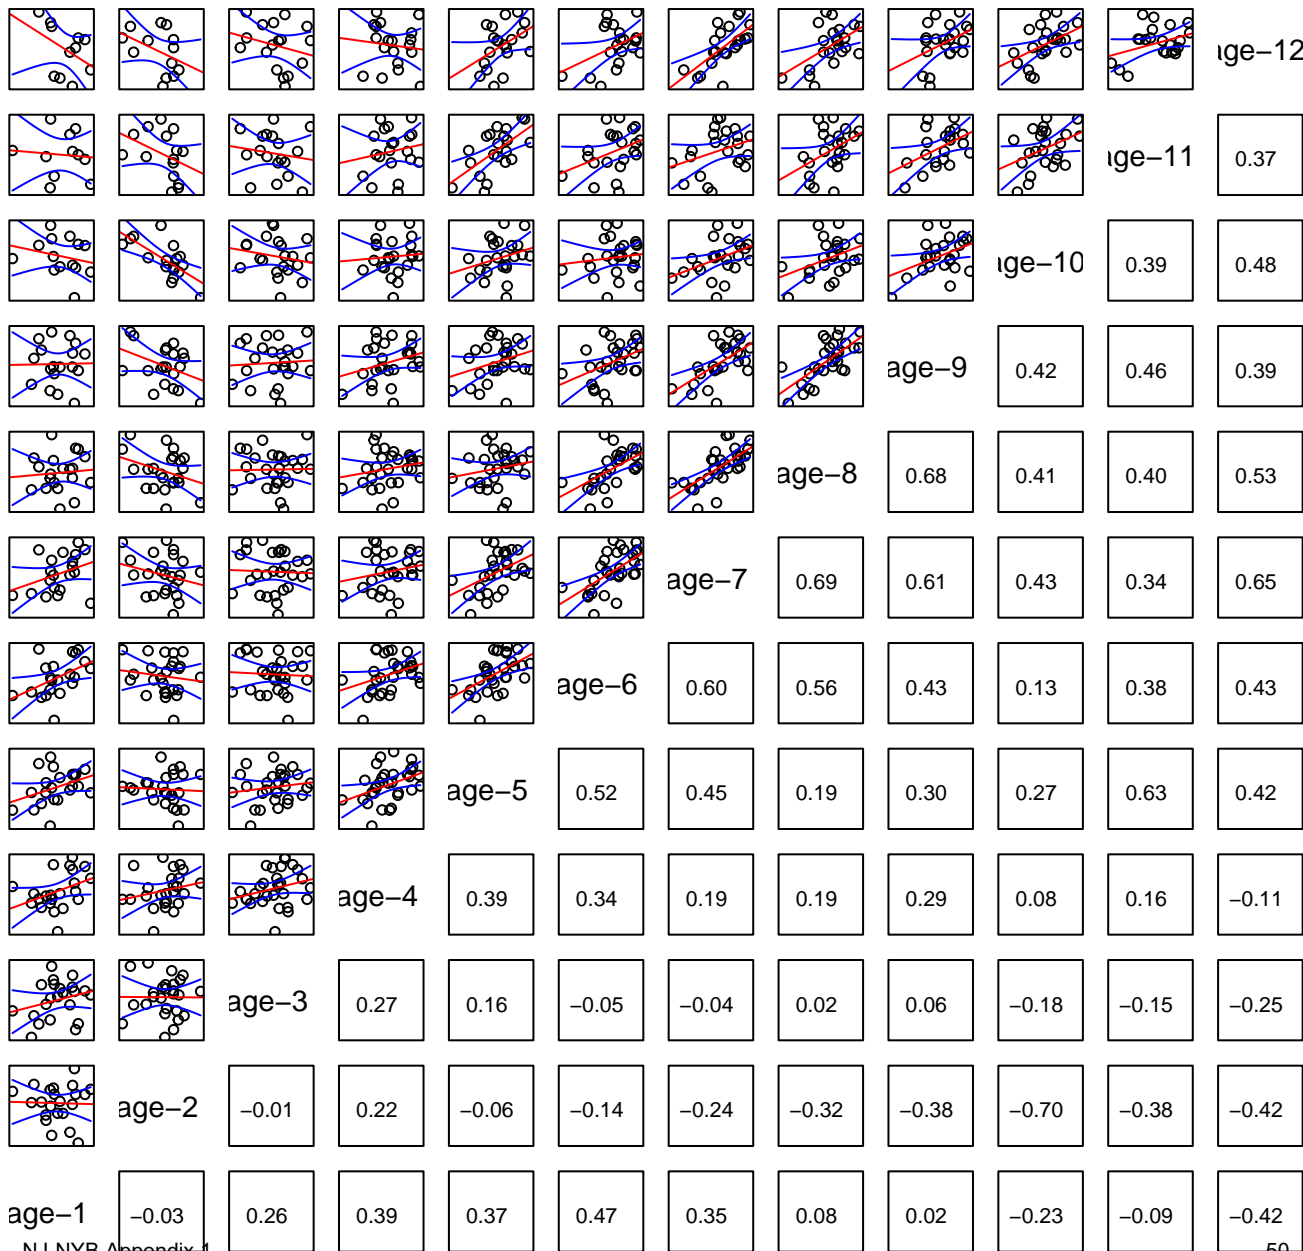 age−12
age−11 0.37
age−10 0.39 0.48
age−9 0.42 0.46 0.39
age−8 0.68 0.41 0.40 0.53
age−7 0.69 0.61 0.43 0.34 0.65
age−6 0.60 0.56 0.43 0.13 0.38 0.43
age−5 0.52 0.45 0.19 0.30 0.27 0.63 0.42
age−4 0.39 0.34 0.19 0.19 0.29 0.08 0.16 −0.11
age−3 0.27 0.16 −0.05 −0.04 0.02 0.06 −0.18 −0.15 −0.25
age−2 −0.01 0.22 −0.06 −0.14 −0.24 −0.32 −0.38 −0.70 −0.38 −0.42
age−1 −0.03 0.26 0.39 0.37 0.47 0.35 0.08 0.02 −0.23 −0.09 −0.42
NJ-NYB Appendix 1 50